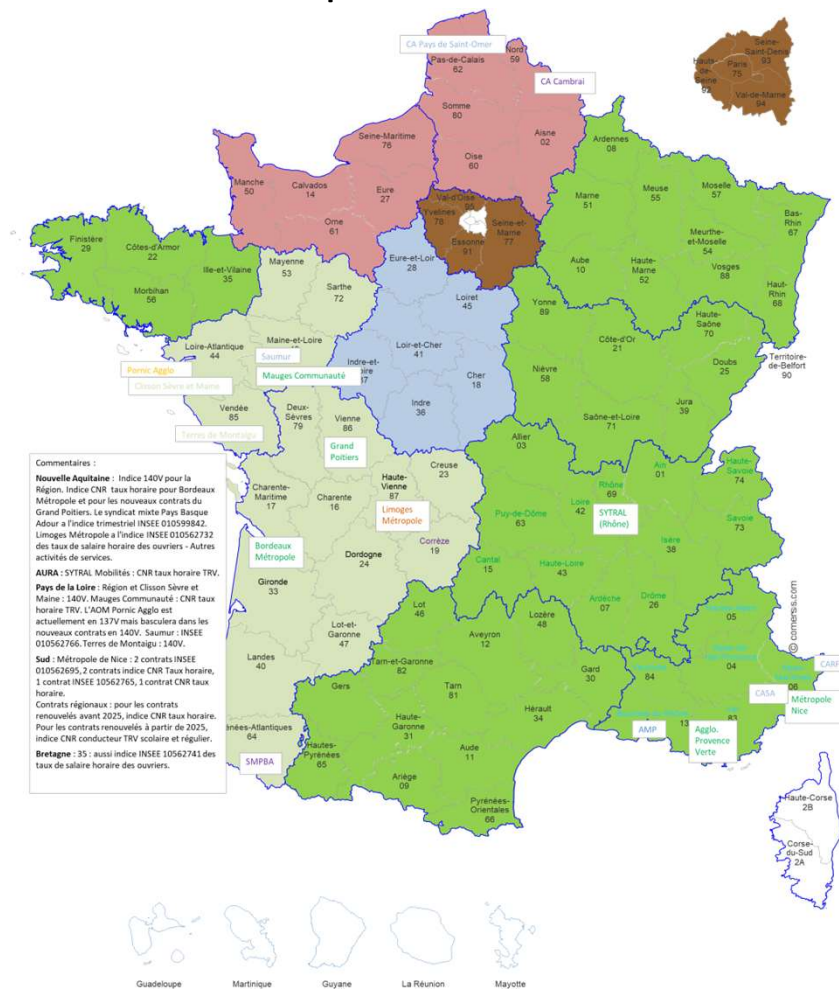 CA Pays de Saint-Omer
Nord
59
Pas-de-Calais
62
CA Cambrai
Somme
80
Aisne
02
Oise
60
Seine-
Saint-Denis
93
Hauts-
de-
Seine
92
Paris
75
Val-de-Marne
94
Seine-Maritime
76
Manche
50
Calvados
14
Eure
27
Orne
61
Val-d'Oise
95
Yvelines
78
Essonne
91
Seine-et-
Marne
77
Ardennes
08
Marne
51
Meuse
55
Moselle
57
Bas-
Rhin
67
Meurthe-
et-Moselle
54
Aube
10
Haute-
Marne
52
Vosges
88
Haut-
Rhin
68
Finistère
29
Côtes-d'Armor
22
Ille-et-Vilaine
35
Morbihan
56
Mayenne
53
Sarthe
72
Eure-et-Loir
28
Loiret
45
Loir-et-Cher
41
Cher
18
Indre
36
Yonne
89
Côte-d'Or
21
Haute-
Saône
70
Doubs
25
Territoire-
de-Belfort
90
Nièvre
58
Jura
39
Saône-et-Loire
71
Loire-Atlantique
44
Maine-et-Loire
Pornic Agglo
Clisson Sèvre et Maine
Saumur
Mauges Communauté
Indre-et-
37
Vendée
85
Terres de Montaigu
Deux-
Sèvres
79
Vienne
86
Grand
Poitiers
Creuse
23
Haute-
Vienne
87
Limoges
Métropole
Charente-
Maritime
17
Charente
16
Corrèze
19
Bordeaux
Métropole
Dordogne
24
Gironde
33
Lot-et-
Garonne
47
Landes
40
Pyrénées-Atlantiques
64
SMPBA
Allier
03
Puy-de-Dôme
63
Loire
42
Rhône
69
SYTRAL
(Rhône)
Ain
01
Haute-
Savoie
74
Savoie
73
Isère
38
Cantal
15
Haute-Loire
43
Ardèche
07
Drôme
26
Lot
46
Lozère
48
Aveyron
12
Tarn-et-Garonne
82
Gard
30
Gers
Tarn
81
Hérault
34
Haute-
Garonne
31
Hautes-
Pyrénées
65
Aude
11
Ariège
09
Pyrénées-
Orientales
66
05
04
84
06
13
83
CARF
CASA
Métropole
Nice
AMP
Agglo.
Provence
Verte
© comersis.com
Haute-Corse
2B
Corse-
du-Sud
2A
Commentaires :
Nouvelle Aquitaine : Indice 140V pour la
Région. Indice CNR taux horaire pour Bordeaux
Métropole et pour les nouveaux contrats du
Grand Poitiers. Le syndicat mixte Pays Basque
Adour a l'indice trimestriel INSEE 010599842.
Limoges Métropole a l'indice INSEE 010562732
des taux de salaire horaire des ouvriers - Autres
activités de services.
AURA : SYTRAL Mobilités : CNR taux horaire TRV.
Pays de la Loire : Région et Clisson Sèvre et
Maine : 140V. Mauges Communauté : CNR taux
horaire TRV. L'AOM Pornic Agglo est
actuellement en 137V mais basculera dans les
nouveaux contrats en 140V. Saumur : INSEE
010562766.Terres de Montaigu : 140V.
Sud : Métropole de Nice : 2 contrats INSEE
010562695, 2 contrats indice CNR Taux horaire,
1 contrat INSEE 10562765, 1 contrat CNR taux
horaire.
Contrats régionaux : pour les contrats
renouvelés avant 2025, indice CNR taux horaire.
Pour les contrats renouvelés à partir de 2025,
indice CNR conducteur TRV scolaire et régulier.
Bretagne : 35 : aussi indice INSEE 10562741 des
taux de salaire horaire des ouvriers.
Guadeloupe
Martinique
Guyane
La Réunion
Mayotte